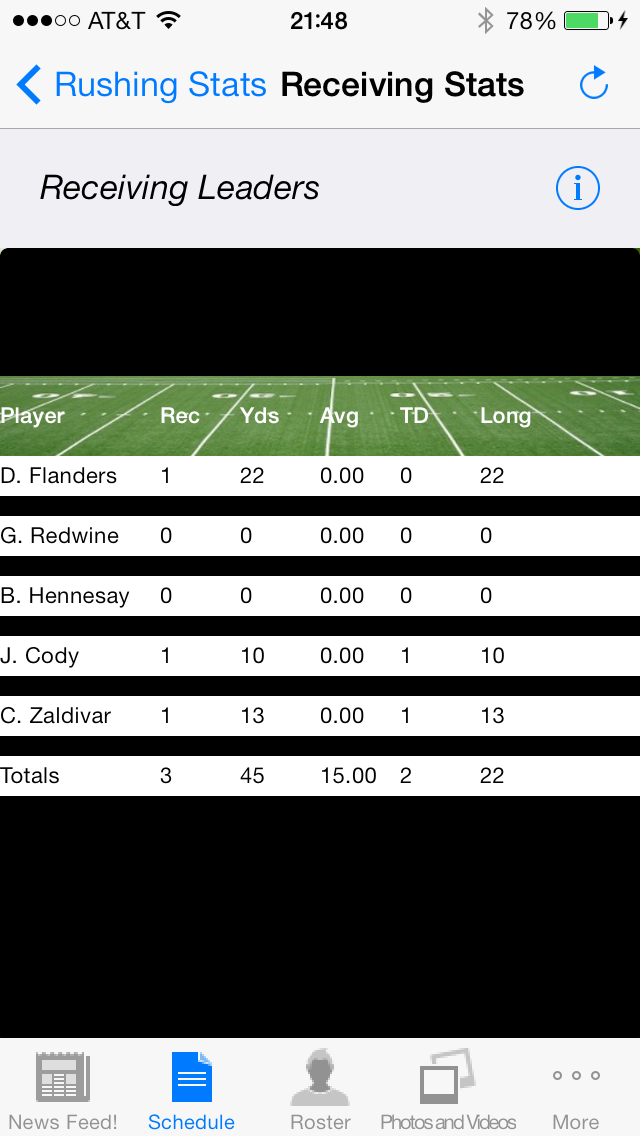 AT&T 21:48 78%
Rushing Stats Receiving Stats
Receiving Leaders i
Player Rec Yds Avg TD Long
D. Flanders 1 22 0.00 0 22
G. Redwine 0 0 0.00 0 0
B. Hennesay 0 0 0.00 0 0
J. Cody 1 10 0.00 1 10
C. Zaldivar 1 13 0.00 1 13
Totals 3 45 15.00 2 22
News Feed! Schedule Roster Photos and Videos More